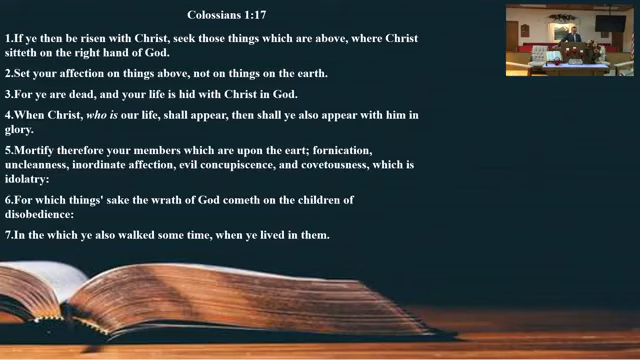 Colossians 1:17
1.If ye then be risen with Christ, seek those things which are above, where Christ
sitteth on the right hand of God.
2.Set your affection on things above, not on things on the earth.
3.For ye are dead, and your life is hid with Christ in God.
4.When Christ, who is our life, shall appear, then shall ye also appear with him in
glory.
5.Mortify therefore your members which are upon the eart; fornication,
uncleanness, inordinate affection, evil concupiscence, and covetousness, which is
idolatry:
6.For which things' sake the wrath of God cometh on the children of
disobedience:
7.In the which ye also walked some time, when ye lived in them.